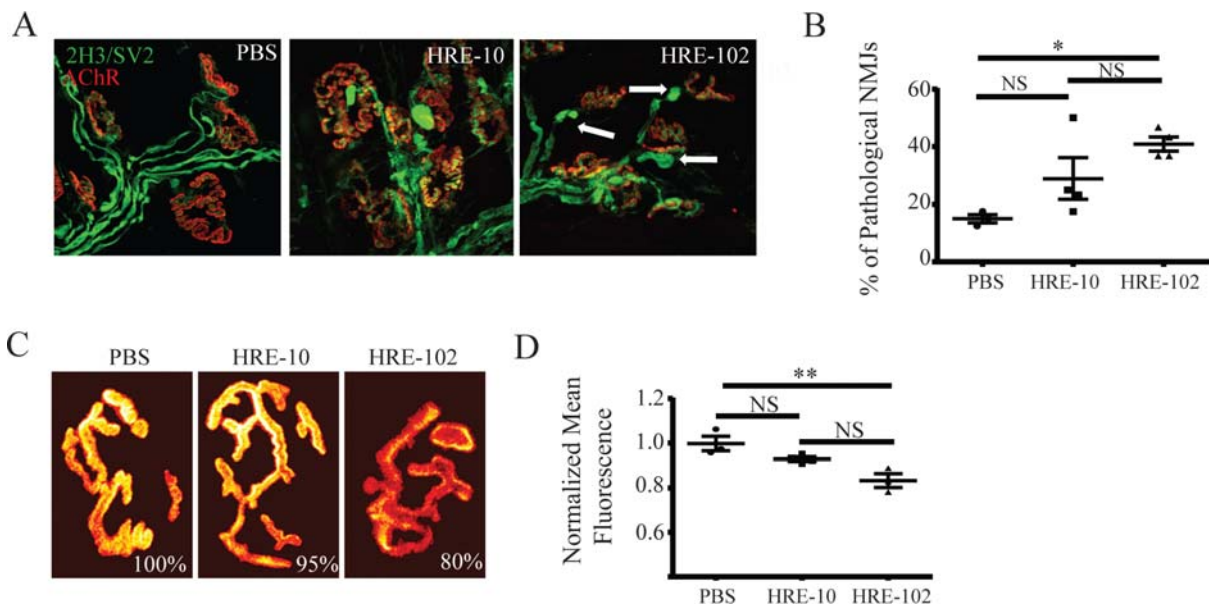 A
2H3/SV2
AChR
PBS
HRE-10
HRE-102
B
% of Pathological NMJs
60
40
20
0
*
NS
NS
PBS
HRE-10
HRE-102
C
PBS
HRE-10
HRE-102
100%
95%
80%
D
Normalized Mean
Fluorescence
1.2
1.0
0.8
0.6
**
NS
NS
PBS
HRE-10
HRE-102